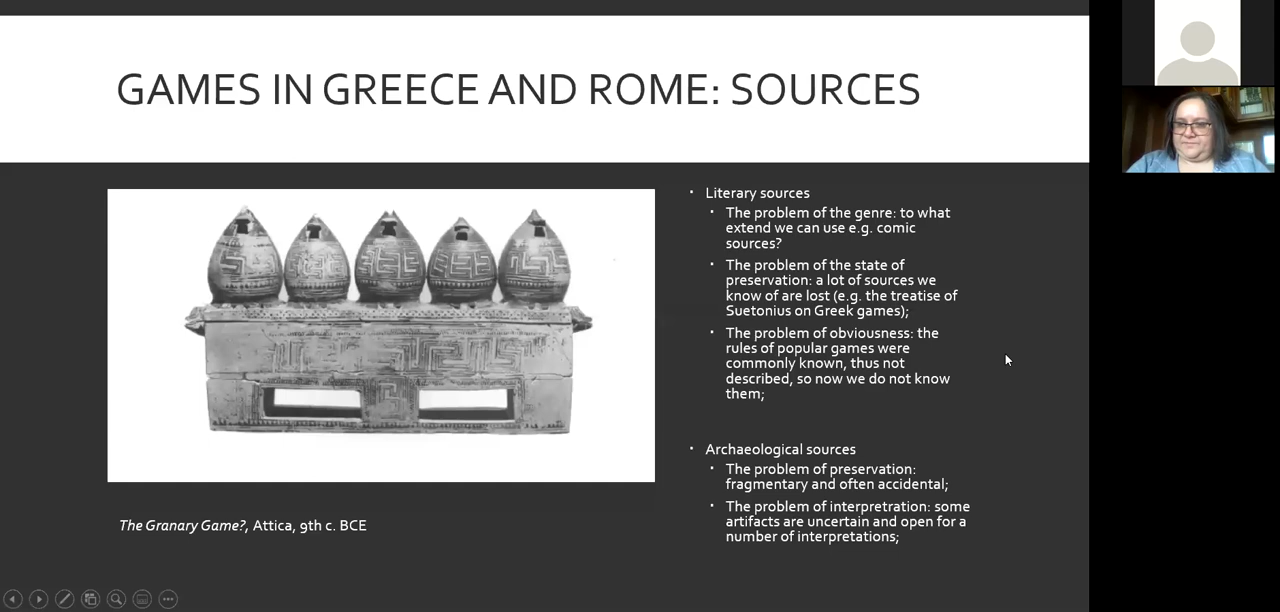 GAMES IN GREECE AND ROME: SOURCES
Literary sources
The problem of the genre: to what
extend we can use e.g. comic
sources?
The problem of the state of
preservation: a lot of sources we
know of are lost (e.g. the treatise of
Suetonius on Greek games);
The problem of obviousness: the
rules of popular games were
commonly known, thus not
described, so now we do not know
them;
Archaeological sources
The problem of preservation:
fragmentary and often accidental;
The problem of interpretration: some
artifacts are uncertain and open for a
number of interpretations;
The Granary Game?, Attica, 9th c. BCE